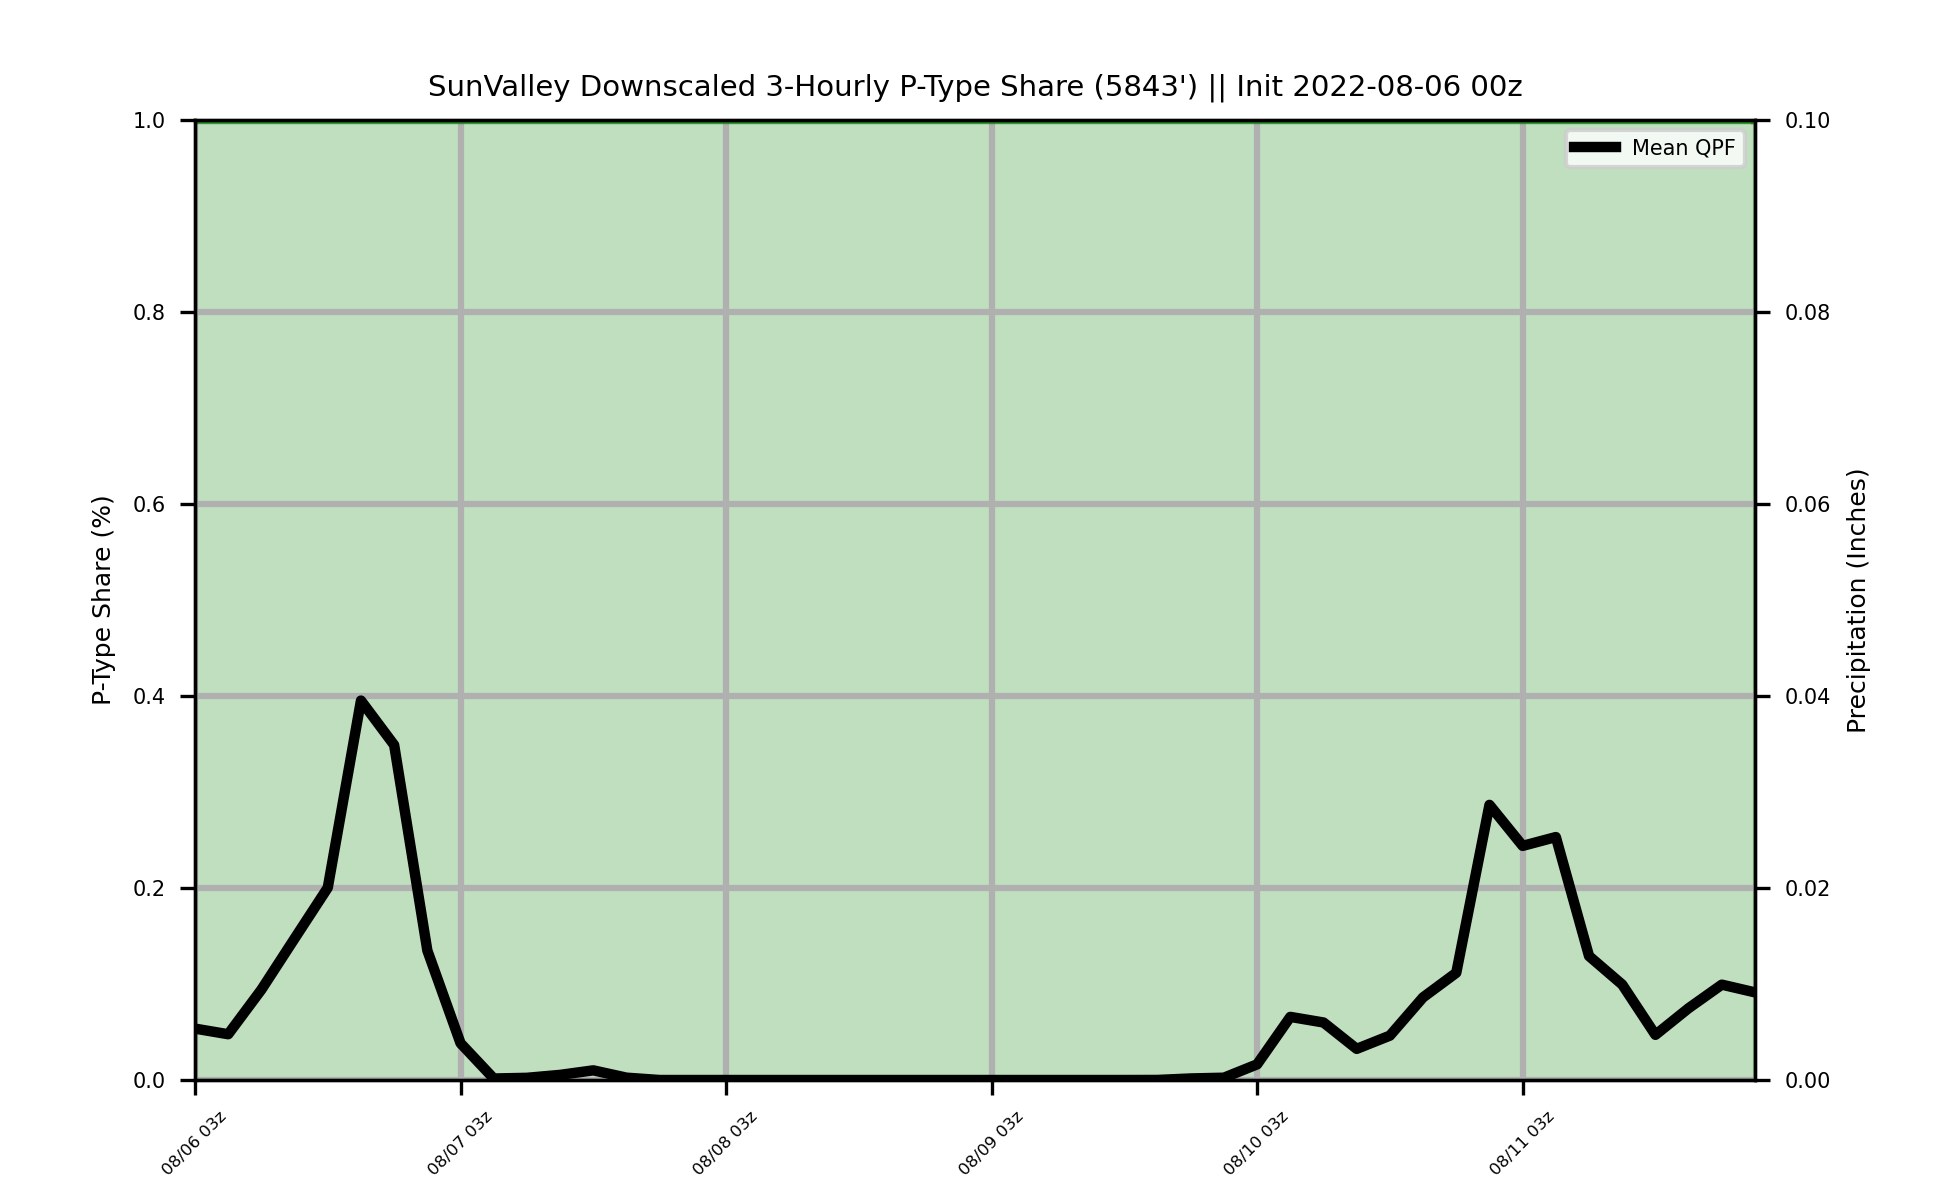 SunValley Downscaled 3-Hourly P-Type Share (5843') || Init 2022-08-06 00z
Mean QPF
P-Type Share (%)
1.0
0.8
0.6
0.4
0.2
0.0
0.10
0.08
0.06
0.04
0.02
0.00
Precipitation (Inches)
08/06 03z
08/07 03z
08/08 03z
08/09 03z
08/10 03z
08/11 03z